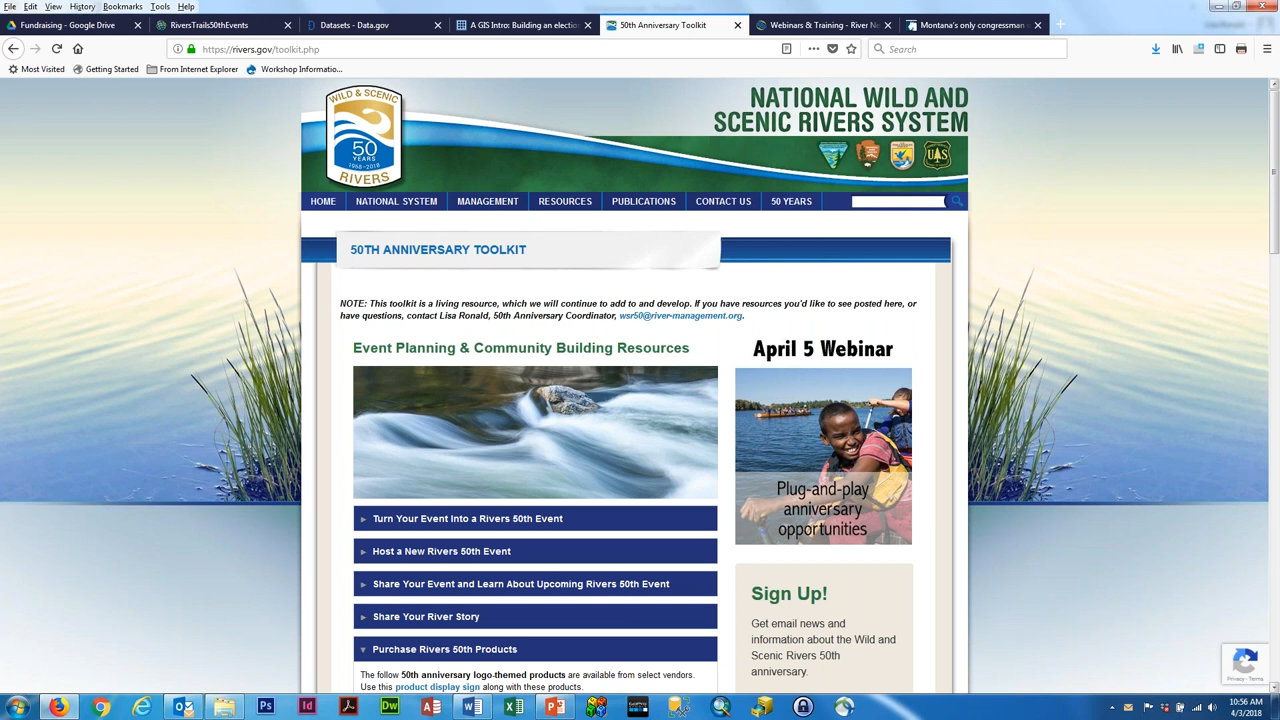 File Edit View History Bookmarks Tools Help
Fundraising - Google Drive
RiversTrails50thEvents
Datasets - Data.gov
A GIS Intro: Building an election
50th Anniversary Toolkit
Webinars & Training - River Ne
Montana's only congressman s
https://rivers.gov/toolkit.php
Search
Most Visited
Getting Started
From Internet Explorer
Workshop Informatio...
WILD & SCENIC
50
YEARS
1968-2018
RIVERS
NATIONAL WILD AND
SCENIC RIVERS SYSTEM
UAS
HOME
NATIONAL SYSTEM
MANAGEMENT
RESOURCES
PUBLICATIONS
CONTACT US
50 YEARS
50TH ANNIVERSARY TOOLKIT
NOTE: This toolkit is a living resource, which we will continue to add to and develop. If you have resources you'd like to see posted here, or
have questions, contact Lisa Ronald, 50th Anniversary Coordinator, wsr50@river-management.org.
Event Planning & Community Building Resources
Turn Your Event Into a Rivers 50th Event
Host a New Rivers 50th Event
Share Your Event and Learn About Upcoming Rivers 50th Event
Share Your River Story
Purchase Rivers 50th Products
The follow 50th anniversary logo-themed products are available from select vendors.
Use this product display sign along with these products.
April 5 Webinar
Plug-and-play
anniversary
opportunities
Sign Up!
Get email news and
information about the Wild and
Scenic Rivers 50th
anniversary.
Privacy - Terms
Ps
Id
Dw
10:56 AM
4/3/2018